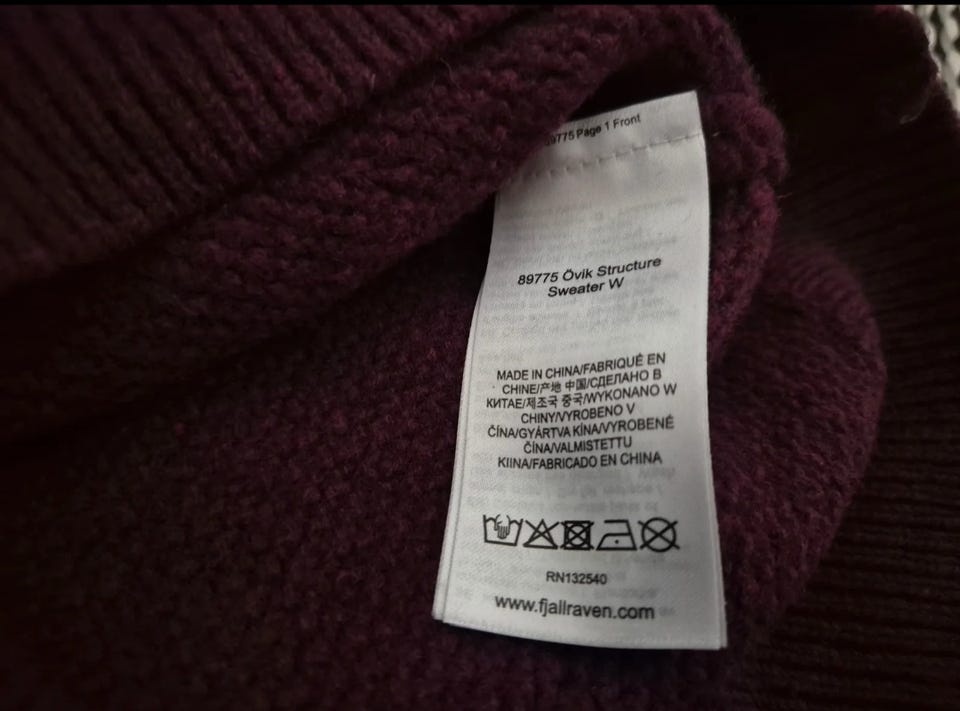 Page 1 Front
89775 Övik Structure
Sweater W
MADE IN CHINA/FABRIQUÉ EN
CHINE/产地 中国/СДЕЛАНО В
КИТАЕ/제조국 중국/WYKONANO W
CHINY/VYROBENO V
ČÍNA/GYÁRTVA KÍNA/VYROBENÉ
ČÍNA/VALMISTETTU
KIINA/FABRICADO EN CHINA
RN132540
www.fjallraven.com